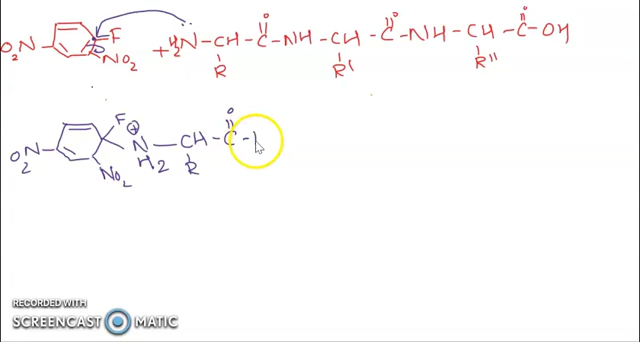 O₂N F NO₂ + H₂N̈ – CH – C – NH – CH – C – NH – CH – C – OH
O O O
R R' R''
F ⊕
O₂N NO₂ N H₂ – CH – C –
O
R
RECORDED WITH
SCREENCAST MATIC